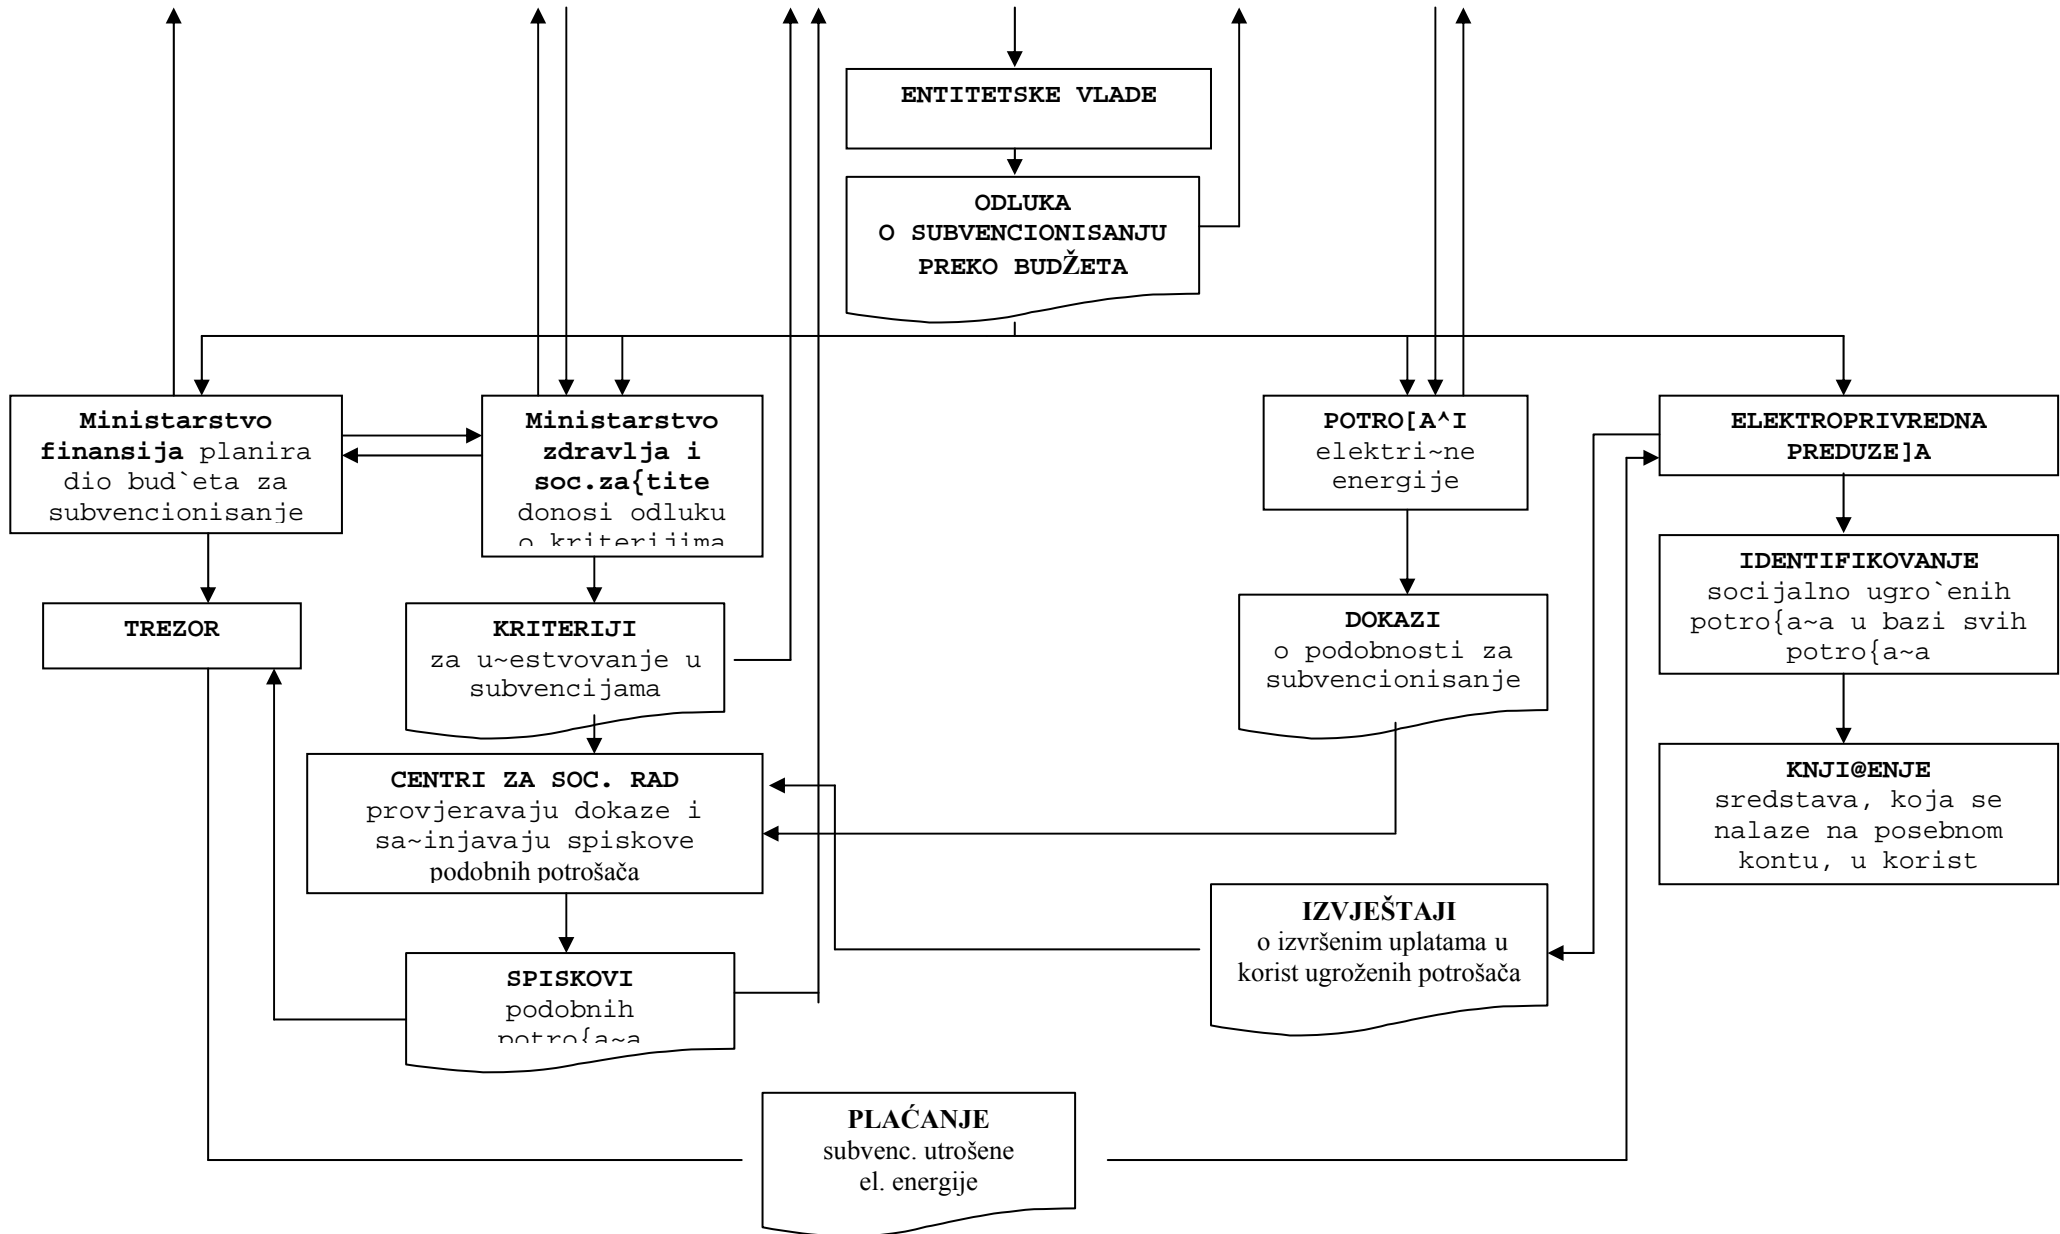 ENTITETSKE VLADE
ODLUKA
O SUBVENCIONISANJU
PREKO BUDŽETA
Ministarstvo
finansija planira
dio bud`eta za
subvencionisanje
Ministarstvo
zdravlja i
soc.za{tite
donosi odluku
o kriterijima
POTRO[A^I
elektri~ne
energije
ELEKTROPRIVREDNA
PREDUZE]A
IDENTIFIKOVANJE
socijalno ugro`enih
potro{a~a u bazi svih
potro{a~a
TREZOR
KRITERIJI
za u~estvovanje u
subvencijama
DOKAZI
o podobnosti za
subvencionisanje
CENTRI ZA SOC. RAD
provjeravaju dokaze i
sa~injavaju spiskove
podobnih potrošača
KNJI@ENJE
sredstava, koja se
nalaze na posebnom
kontu, u korist
IZVJEŠTAJI
o izvršenim uplatama u
korist ugroženih potrošača
SPISKOVI
podobnih
potro{a~a
PLAĆANJE
subvenc. utrošene
el. energije